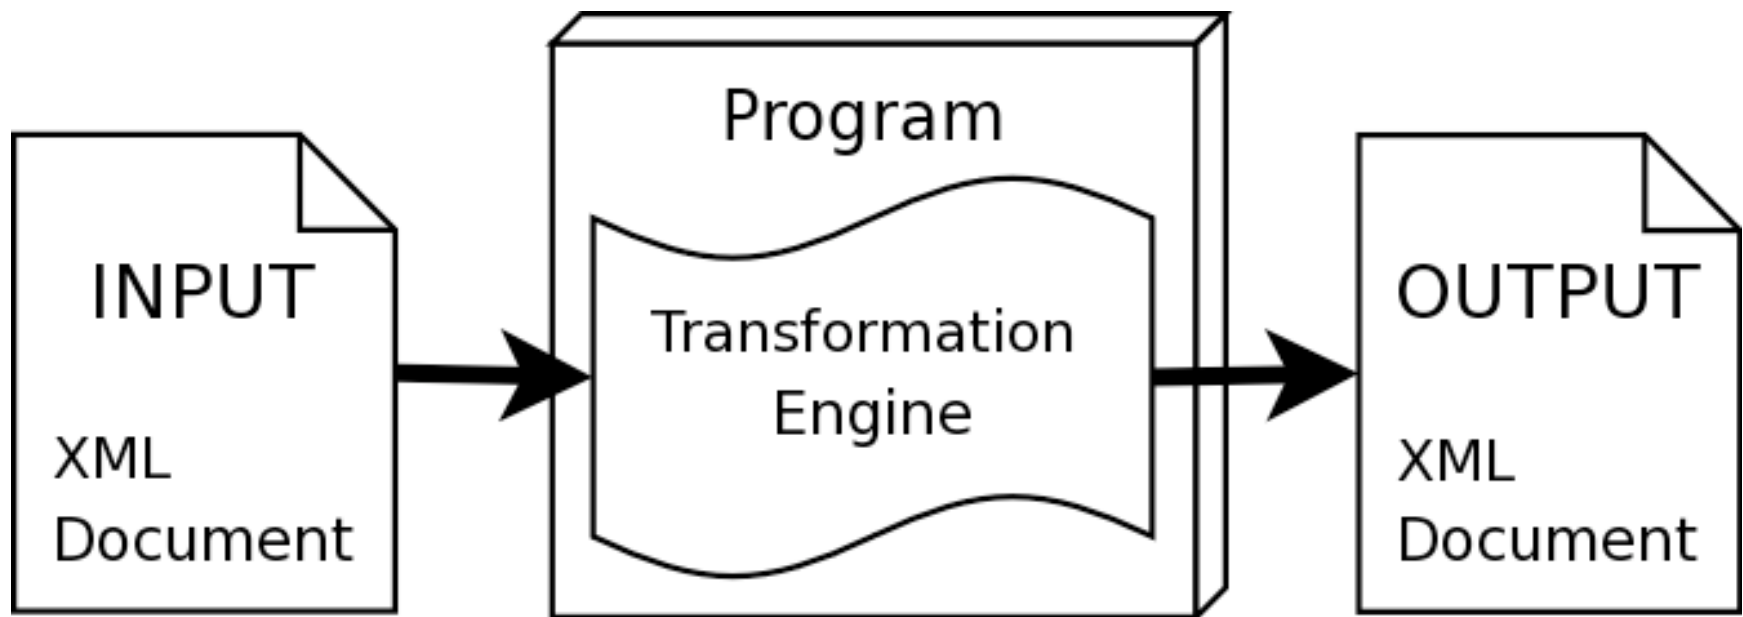 INPUT
XML
Document
Program
Transformation
Engine
OUTPUT
XML
Document